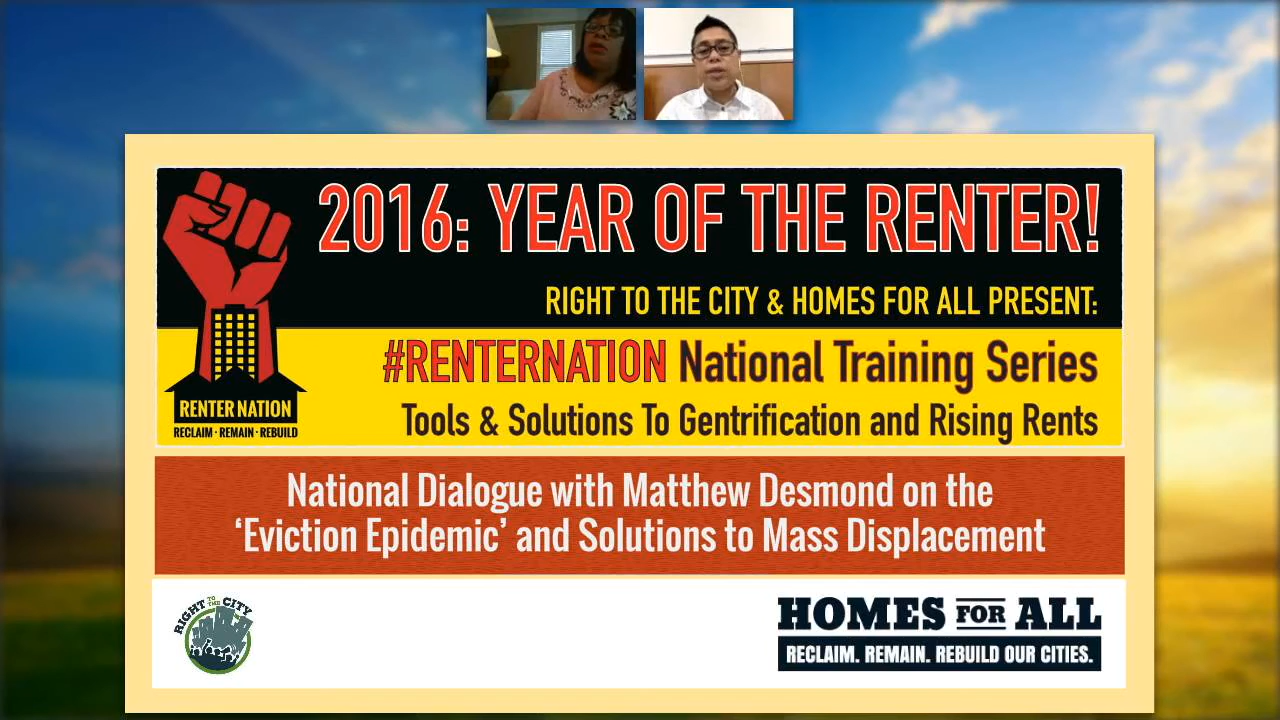 2016: YEAR OF THE RENTER!
RIGHT TO THE CITY & HOMES FOR ALL PRESENT:
#RENTERNATION National Training Series
Tools & Solutions To Gentrification and Rising Rents
RENTER NATION
RECLAIM · REMAIN · REBUILD
National Dialogue with Matthew Desmond on the
‘Eviction Epidemic’ and Solutions to Mass Displacement
RIGHT TO THE CITY
HOMES FOR ALL
RECLAIM. REMAIN. REBUILD OUR CITIES.